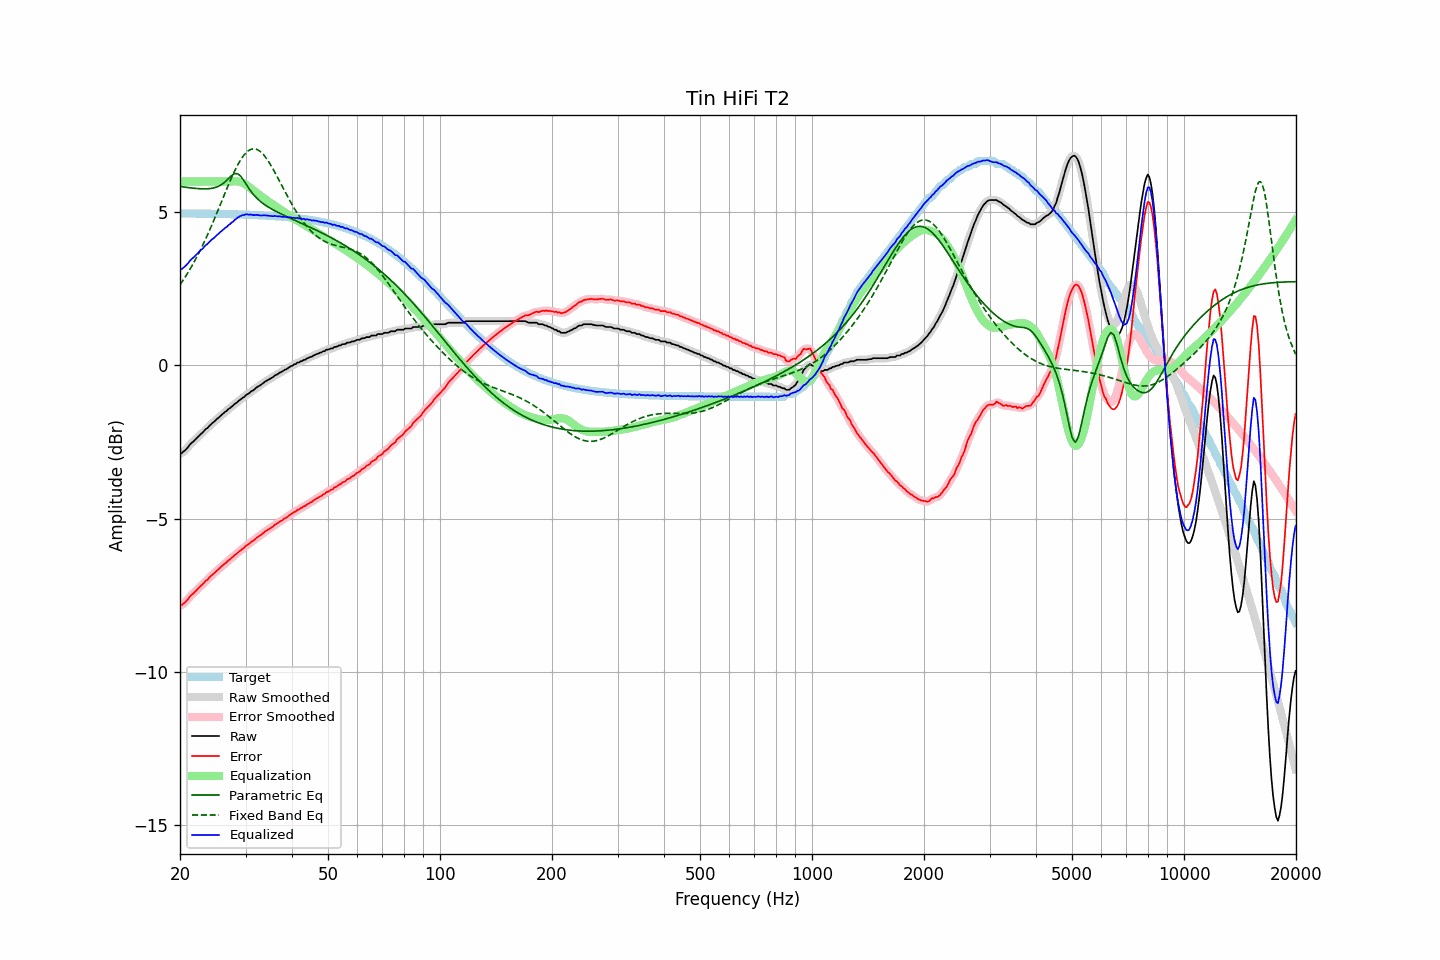 Tin HiFi T2
Amplitude (dBr)
5
0
−5
−10
−15
Target
Raw Smoothed
Error Smoothed
Raw
Error
Equalization
Parametric Eq
Fixed Band Eq
Equalized
20 50 100 200 500 1000 2000 5000 10000 20000
Frequency (Hz)